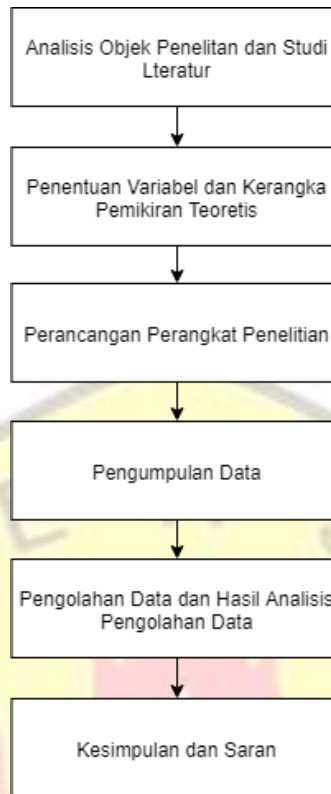 Analisis Objek Penelitan dan Studi
Lteratur
Penentuan Variabel dan Kerangka
Pemikiran Teoretis
Perancangan Perangkat Penelitian
Pengumpulan Data
Pengolahan Data dan Hasil Analisis
Pengolahan Data
Kesimpulan dan Saran